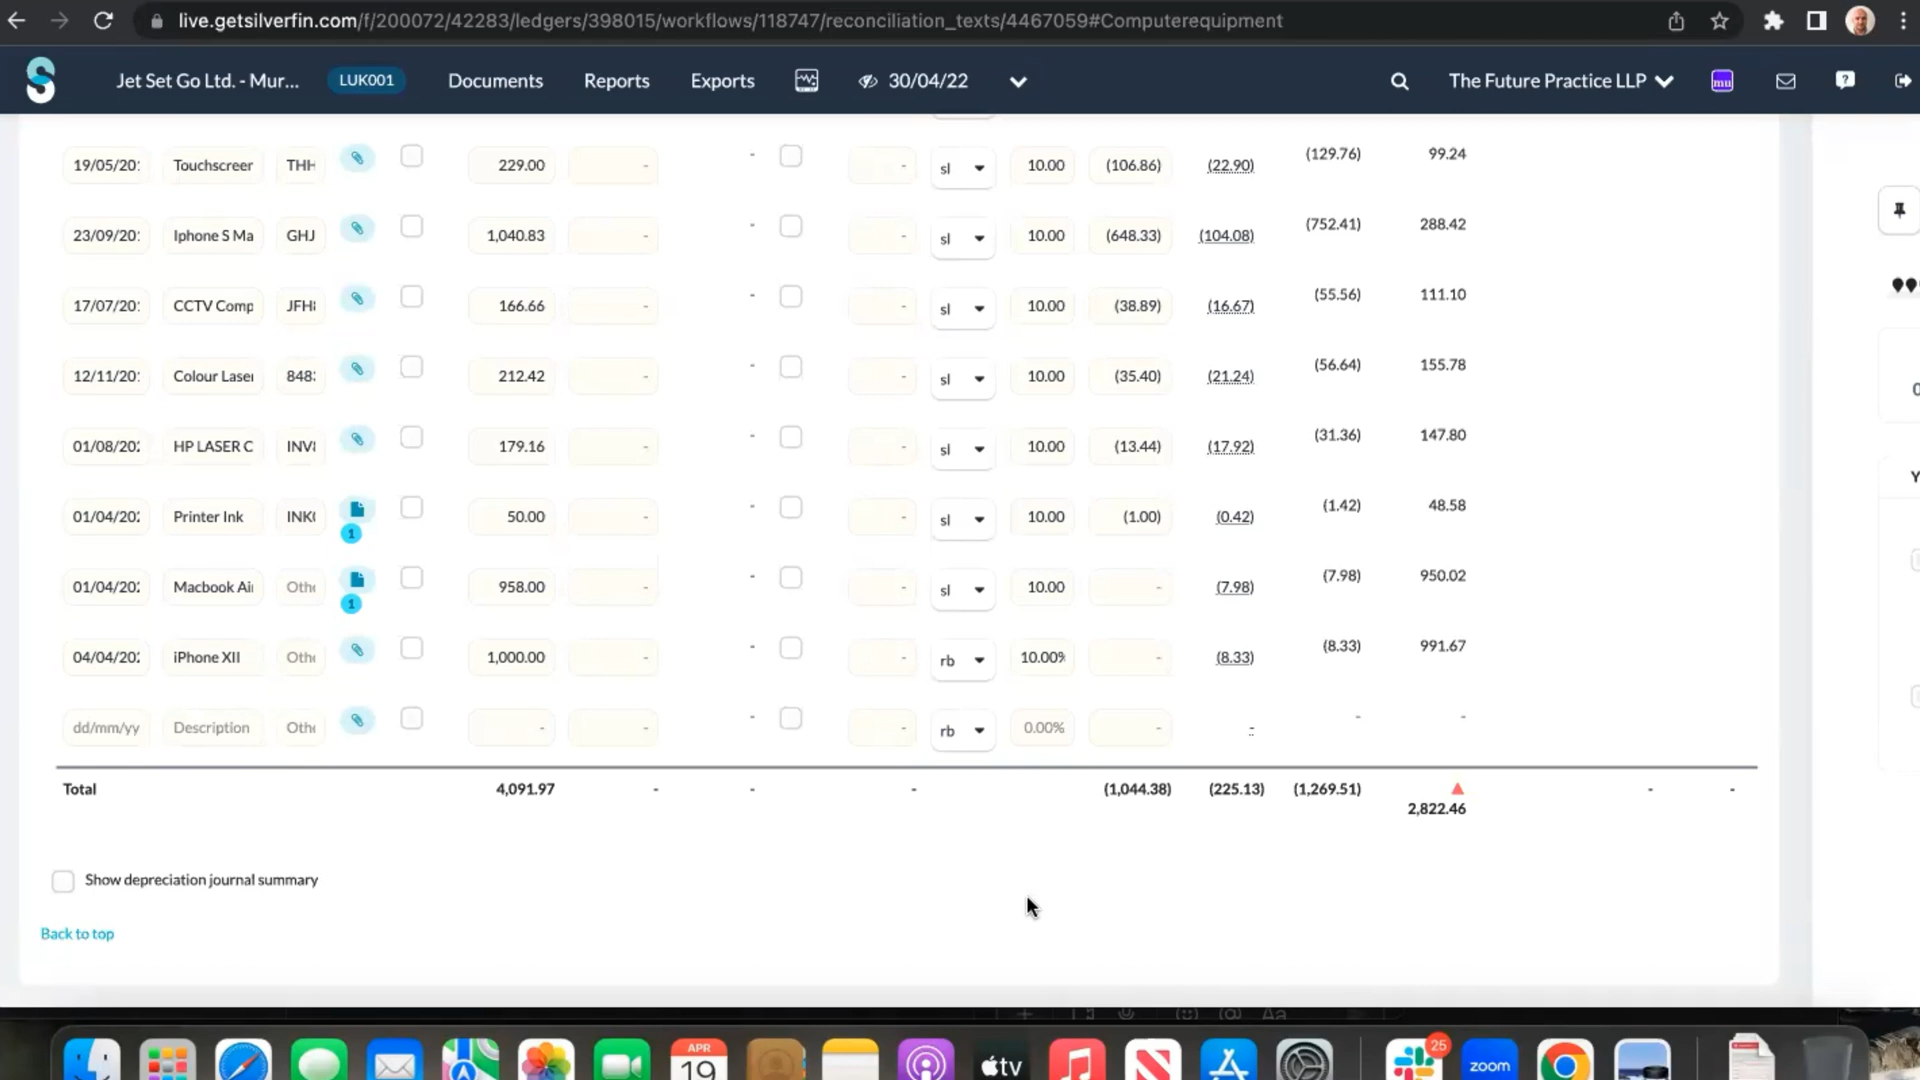 live.getsilverfin.com/f/200072/42283/ledgers/398015/workflows/118747/reconciliation_texts/4467059#Computerequipment
Jet Set Go Ltd. - Mur... LUK001 Documents Reports Exports 30/04/22 The Future Practice LLP mu
19/05/20 Touchscreer THH 229.00 - - - sl 10.00 (106.86) (22.90) (129.76) 99.24
23/09/20 Iphone S Ma GHJ 1,040.83 - - - sl 10.00 (648.33) (104.08) (752.41) 288.42
17/07/20 CCTV Comp JFH 166.66 - - - sl 10.00 (38.89) (16.67) (55.56) 111.10
12/11/20 Colour Laser 848 212.42 - - - sl 10.00 (35.40) (21.24) (56.64) 155.78
01/08/20 HP LASER C INV 179.16 - - - sl 10.00 (13.44) (17.92) (31.36) 147.80
01/04/20 Printer Ink INK 1 50.00 - - - sl 10.00 (1.00) (0.42) (1.42) 48.58
01/04/20 Macbook Ai Oth 1 958.00 - - - sl 10.00 - (7.98) (7.98) 950.02
04/04/20 iPhone XII Oth 1,000.00 - - - rb 10.00% - (8.33) (8.33) 991.67
dd/mm/yy Description Oth - - - - rb 0.00% - - - -
Total 4,091.97 - - - (1,044.38) (225.13) (1,269.51) 2,822.46 - -
Show depreciation journal summary
Back to top
APR
19
tv
25
zoom